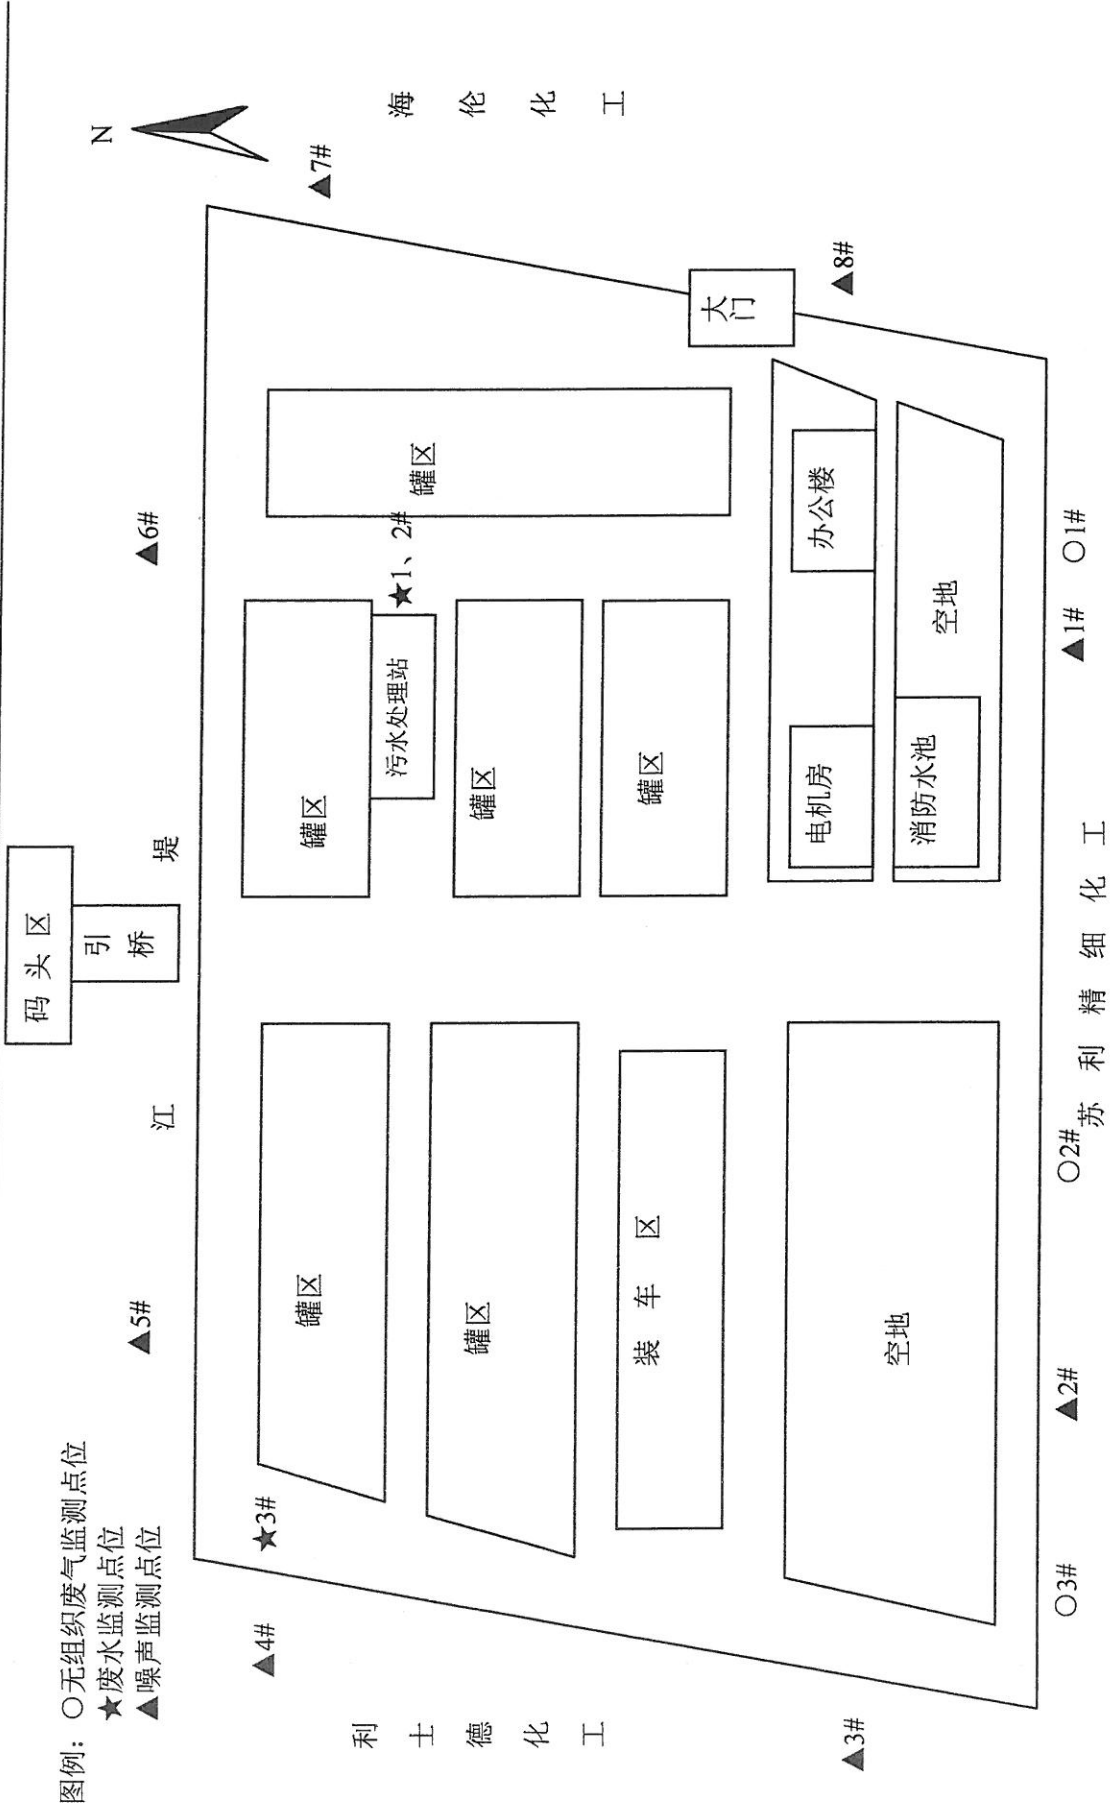 图例：○无组织废气监测点位
★废水监测点位
▲噪声监测点位
码头区
引
桥
N
江 堤
▲5#
▲6#
▲7#
▲4#
★3#
罐区
罐区
罐区
污水处理站
★1、2#
罐区
罐区
罐区
装车区
空地
电机房
办公楼
消防水池
空地
大门
▲8#
利士德化工
海伦化工
▲3#
○3#
▲2#
○2#
▲1#
○1#
苏利精细化工